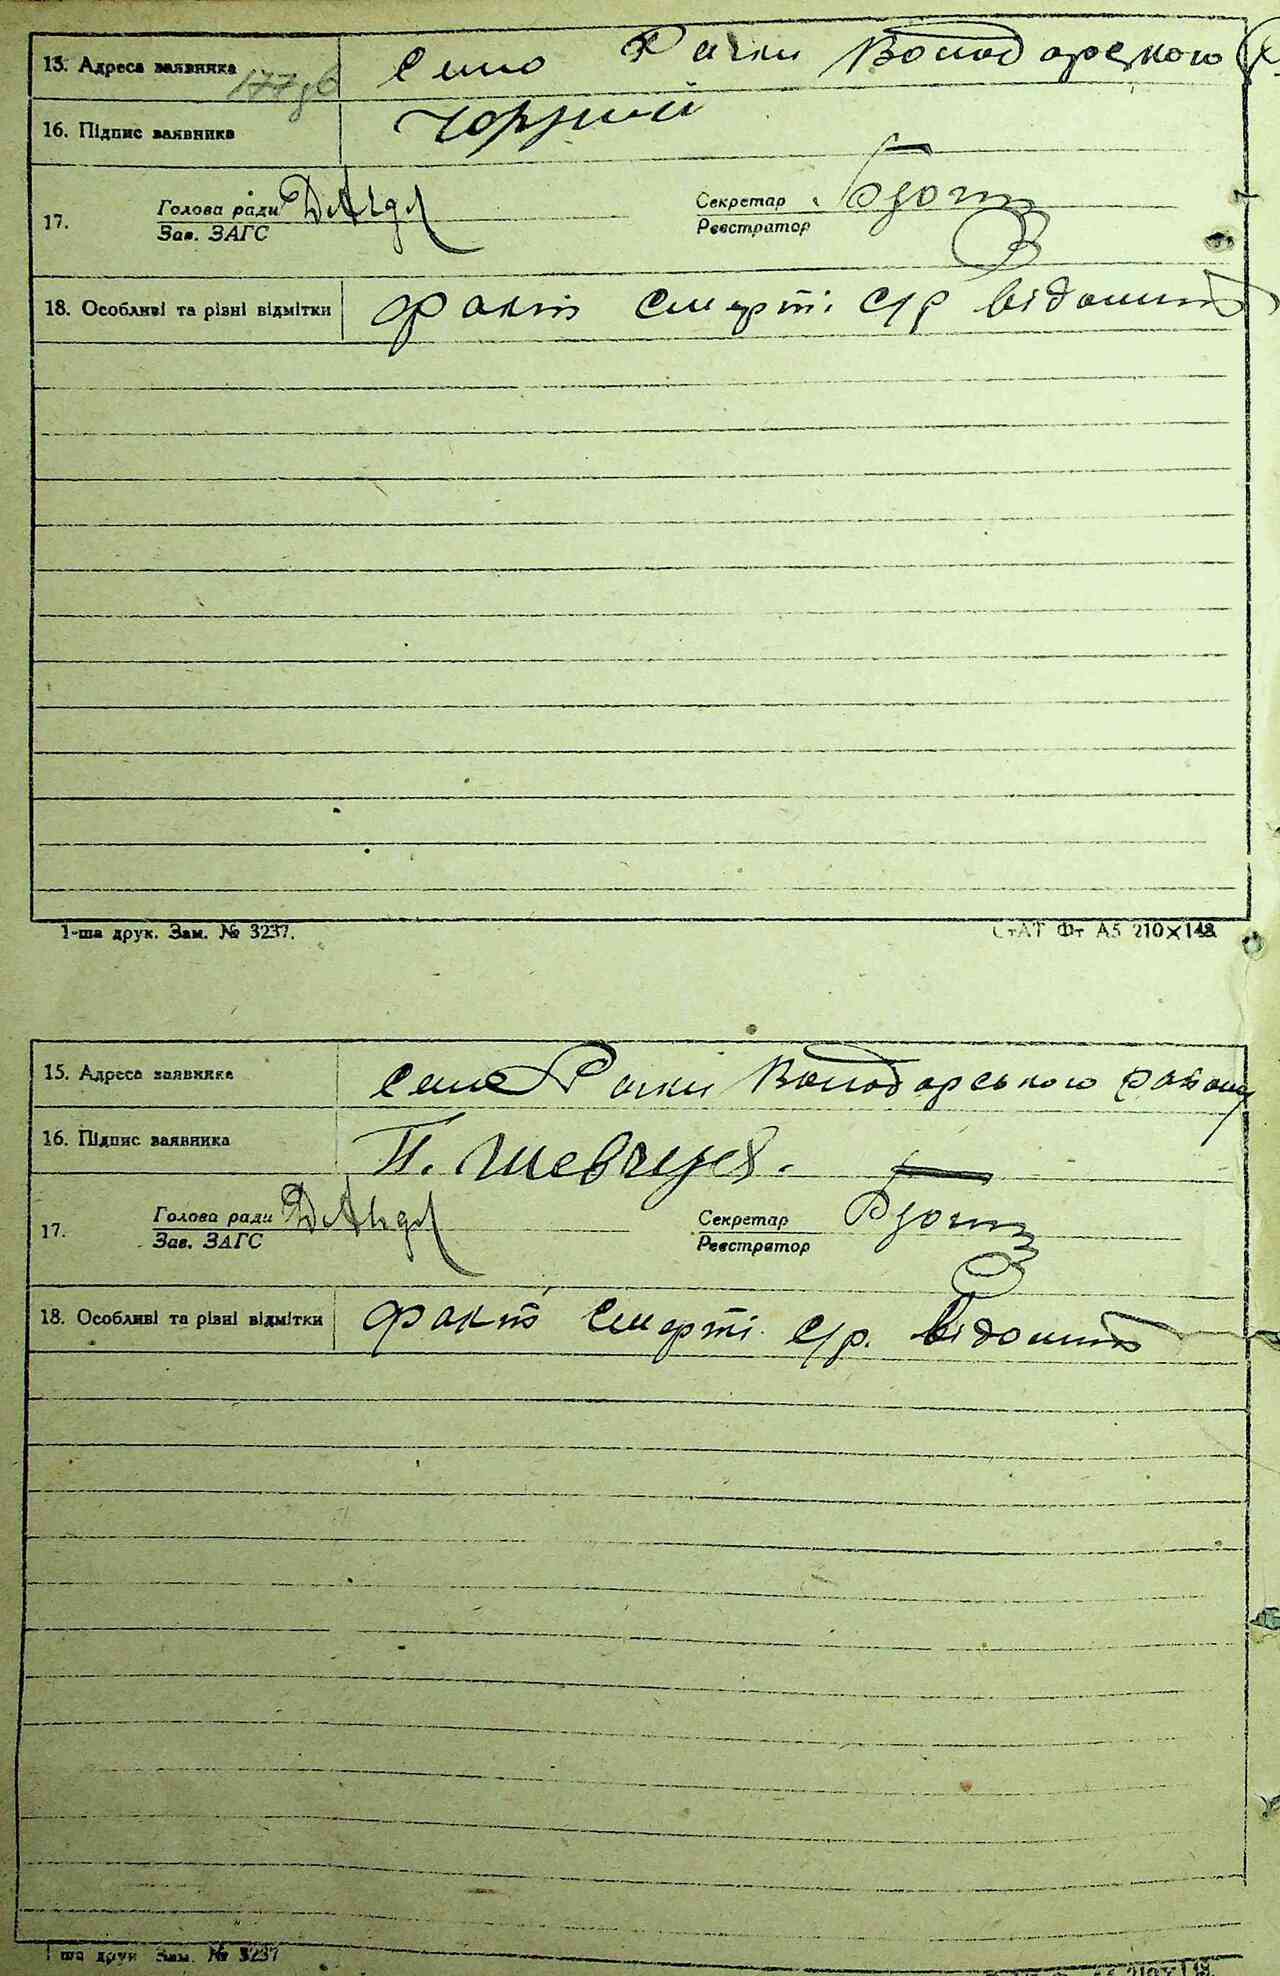 15. Адреса заявника село Рачки Володарського р.
177 зв
16. Підпис заявника Чорний
17. Голова ради Секретар
Зав. ЗАГС Реєстратор
18. Особливі та різні відмітки факт смерті с/р відомий
1-ша друк. Зам. № 3237. СтАТ Фт А5 210×148
15. Адреса заявника село Рачки Володарського району
16. Підпис заявника П. Шевчук.
17. Голова ради Секретар
Зав. ЗАГС Реєстратор
18. Особливі та різні відмітки факт смерті с/р. відомий
1-ша друк. Зам. № 3237